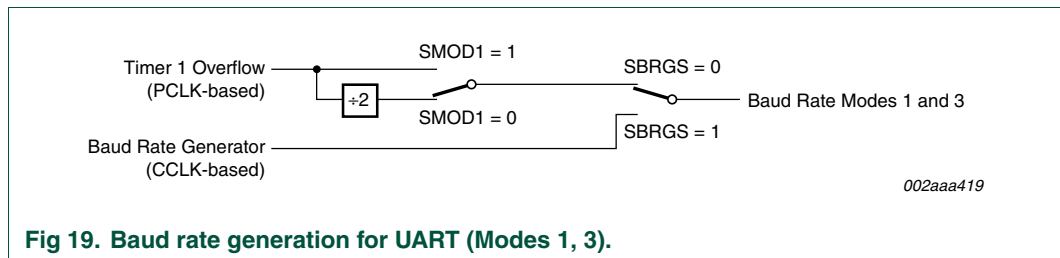 SMOD1 = 1
Timer 1 Overflow
(PCLK-based)
÷2
SMOD1 = 0
SBRGS = 0
Baud Rate Modes 1 and 3
SBRGS = 1
Baud Rate Generator
(CCLK-based)
002aaa419
Fig 19. Baud rate generation for UART (Modes 1, 3).